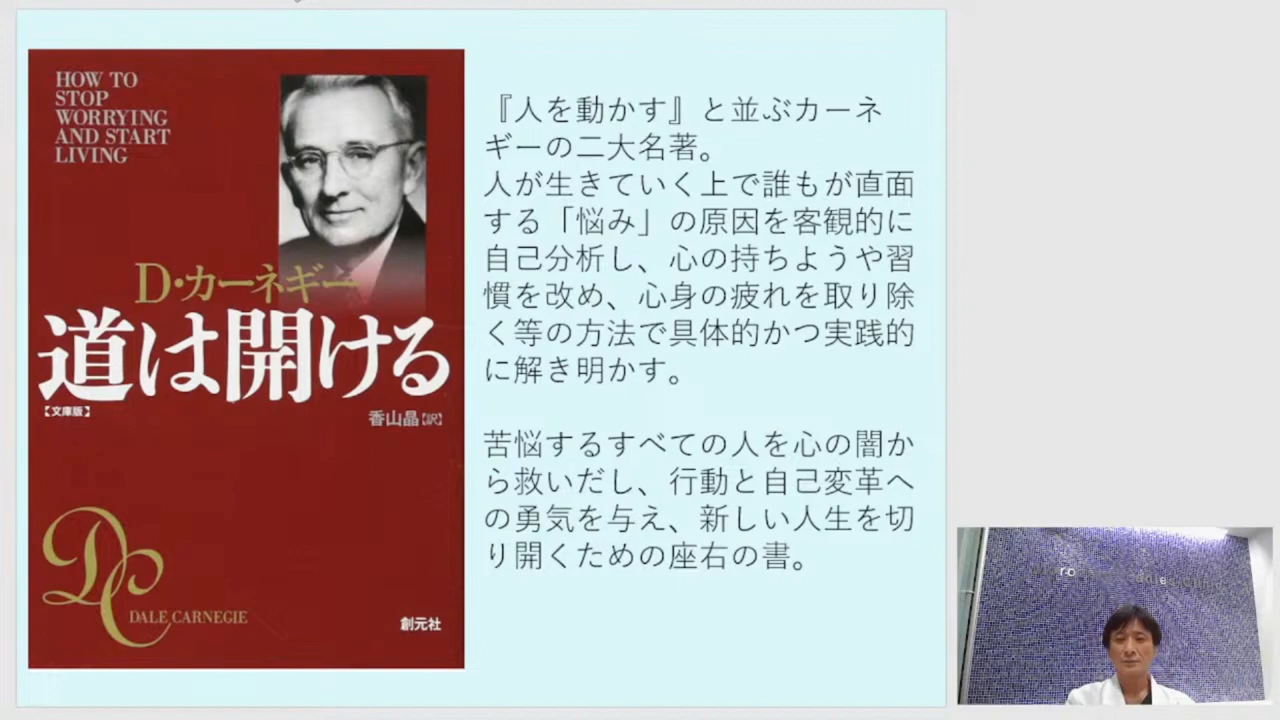 HOW TO
STOP
WORRYING
AND START
LIVING
D・カーネギー
道は開ける
【文庫版】
香山晶【訳】
DC
DALE CARNEGIE
創元社
『人を動かす』と並ぶカーネ
ギーの二大名著。
人が生きていく上で誰もが直面
する「悩み」の原因を客観的に
自己分析し、心の持ちようや習
慣を改め、心身の疲れを取り除
く等の方法で具体的かつ実践的
に解き明かす。
苦悩するすべての人を心の闇か
ら救いだし、行動と自己変革へ
の勇気を与え、新しい人生を切
り開くための座右の書。